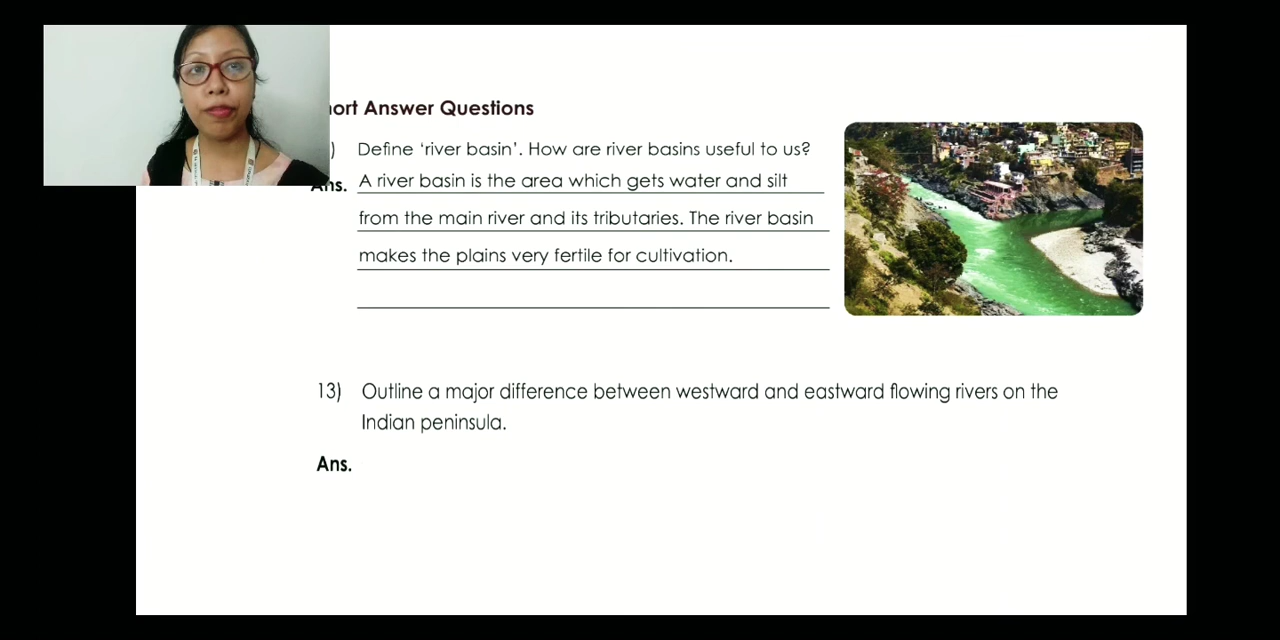 ort Answer Questions
) Define ‘river basin’. How are river basins useful to us?
Ans. A river basin is the area which gets water and silt
from the main river and its tributaries. The river basin
makes the plains very fertile for cultivation.
13) Outline a major difference between westward and eastward flowing rivers on the
Indian peninsula.
Ans.